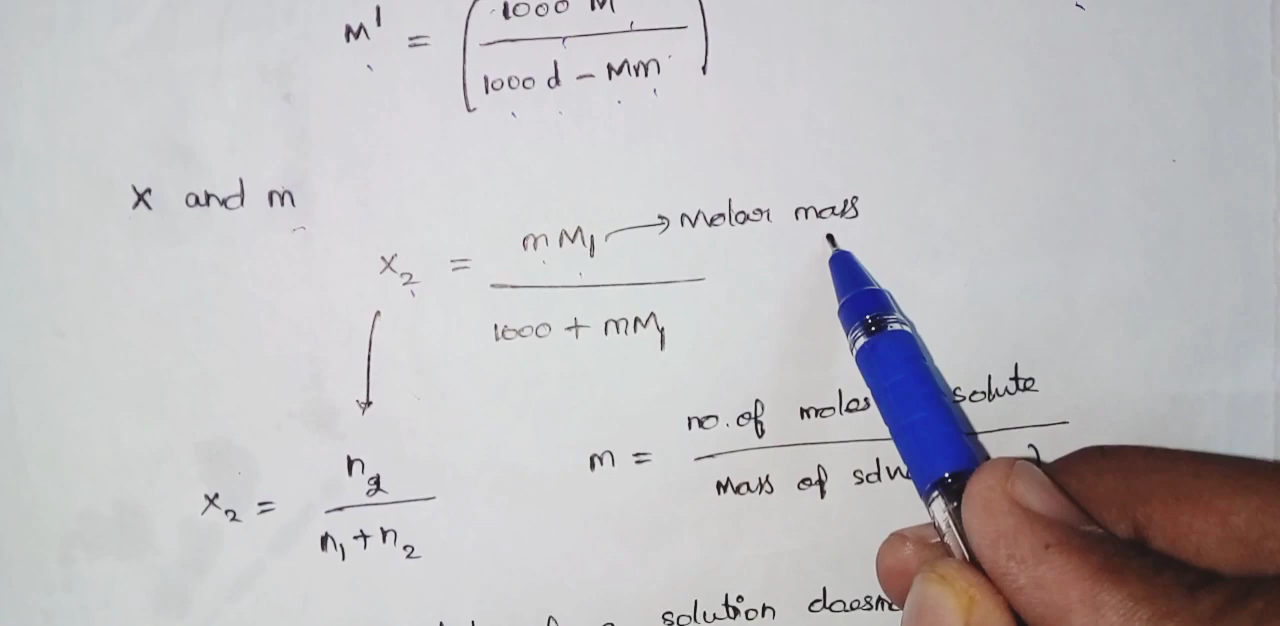 M' = (1000 M / 1000 d - Mm)
x and m
x₂ = mM₁ / 1000 + mM₁ → Molar mass
x₂ = n₂ / n₁ + n₂
m = no. of moles solute / Mass of
solution